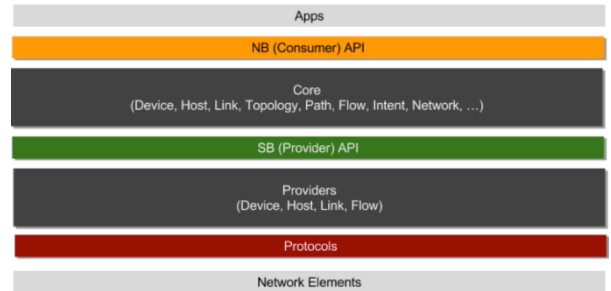 Apps
NB (Consumer) API
Core
(Device, Host, Link, Topology, Path, Flow, Intent, Network, ...)
SB (Provider) API
Providers
(Device, Host, Link, Flow)
Protocols
Network Elements